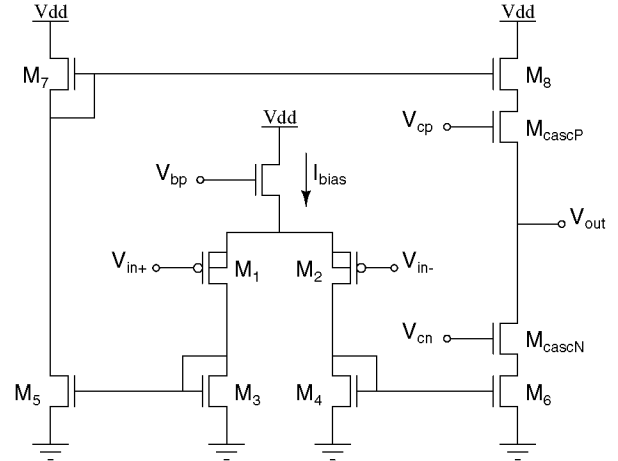 Vdd
Vdd
M7
M8
Vcp
McascP
Vdd
Vbp
Ibias
Vout
Vin+
M1
M2
Vin-
Vcn
McascN
M5
M3
M4
M6